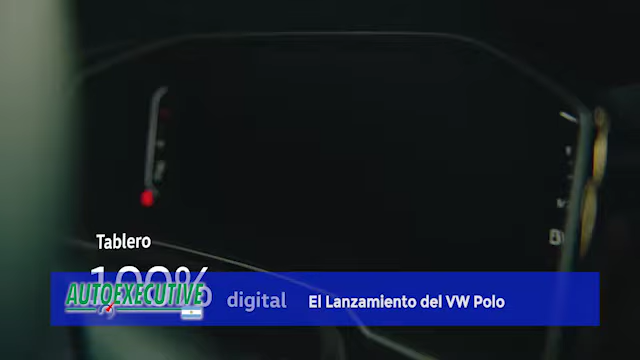 Tablero
100% digital
AUTOEXECUTIVE
El Lanzamiento del VW Polo